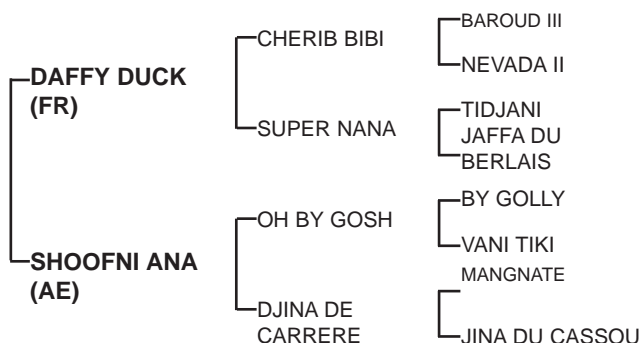 DAFFY DUCK
(FR)
SHOOFNI ANA
(AE)
CHERIB BIBI
SUPER NANA
OH BY GOSH
DJINA DE
CARRERE
BAROUD III
NEVADA II
TIDJANI
JAFFA DU
BERLAIS
BY GOLLY
VANI TIKI
MANGNATE
JINA DU CASSOU